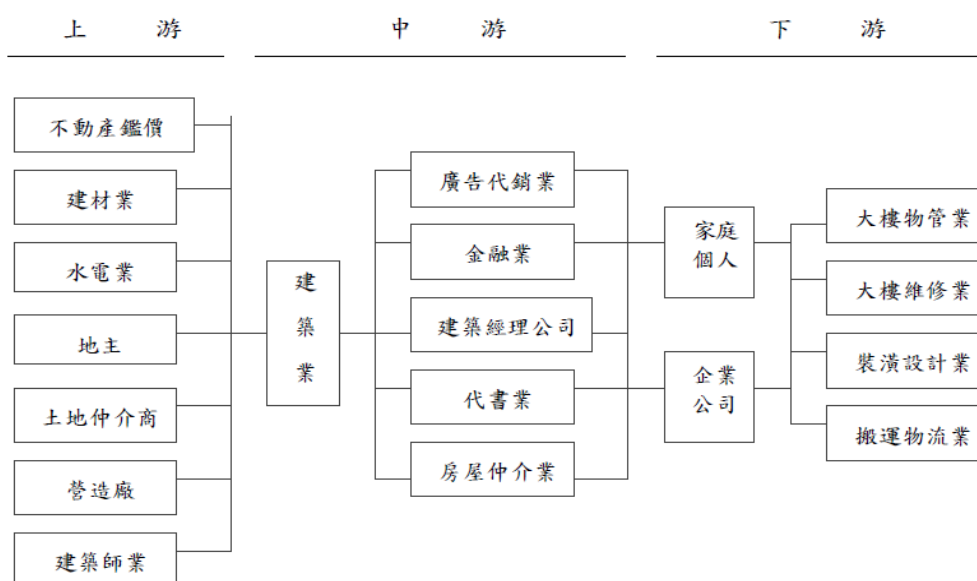 上游
中游
下游
不動產鑑價
建材業
水電業
地主
土地仲介商
營造廠
建築師業
建
築
業
廣告代銷業
金融業
建築經理公司
代書業
房屋仲介業
家庭
個人
企業
公司
大樓物管業
大樓維修業
裝潢設計業
搬運物流業